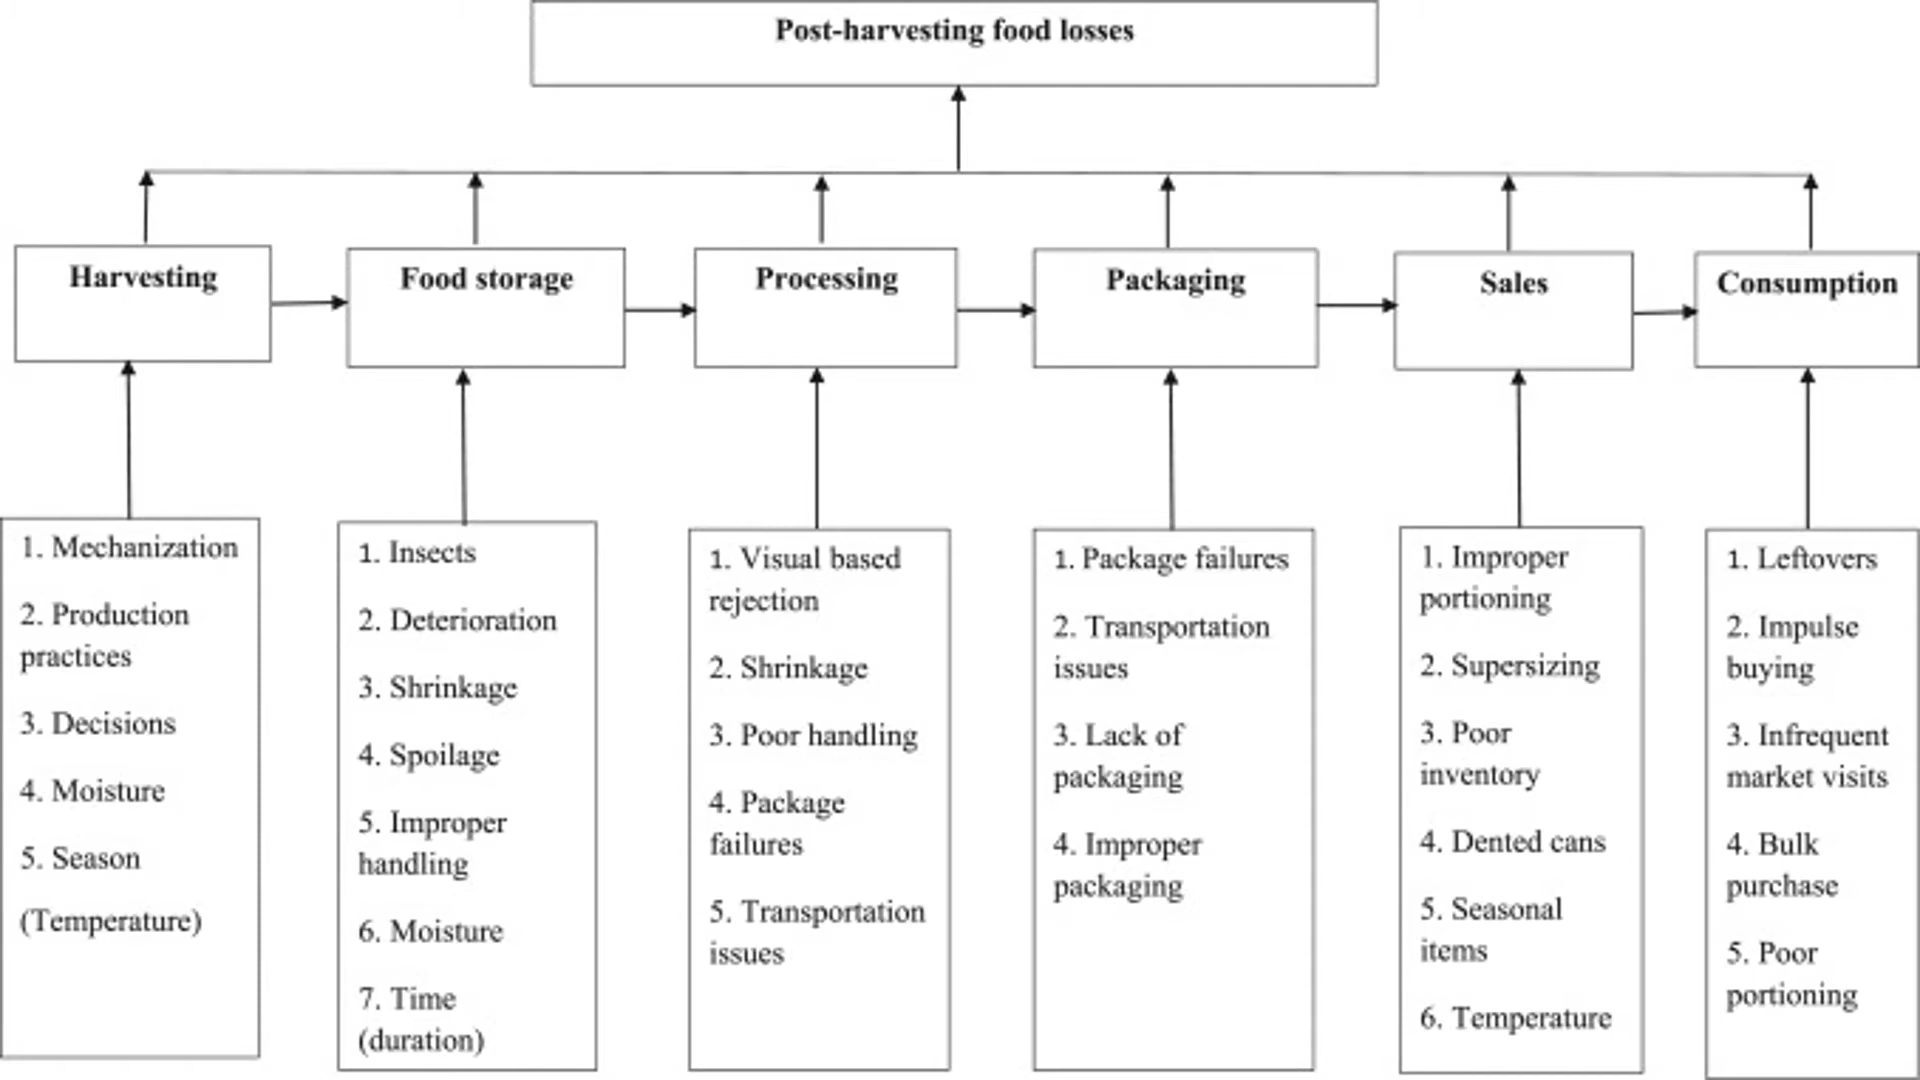 Post-harvesting food losses
Harvesting
Food storage
Processing
Packaging
Sales
Consumption
1. Mechanization
2. Production
practices
3. Decisions
4. Moisture
5. Season
(Temperature)
1. Insects
2. Deterioration
3. Shrinkage
4. Spoilage
5. Improper
handling
6. Moisture
7. Time
(duration)
1. Visual based
rejection
2. Shrinkage
3. Poor handling
4. Package
failures
5. Transportation
issues
1. Package failures
2. Transportation
issues
3. Lack of
packaging
4. Improper
packaging
1. Improper
portioning
2. Supersizing
3. Poor
inventory
4. Dented cans
5. Seasonal
items
6. Temperature
1. Leftovers
2. Impulse
buying
3. Infrequent
market visits
4. Bulk
purchase
5. Poor
portioning